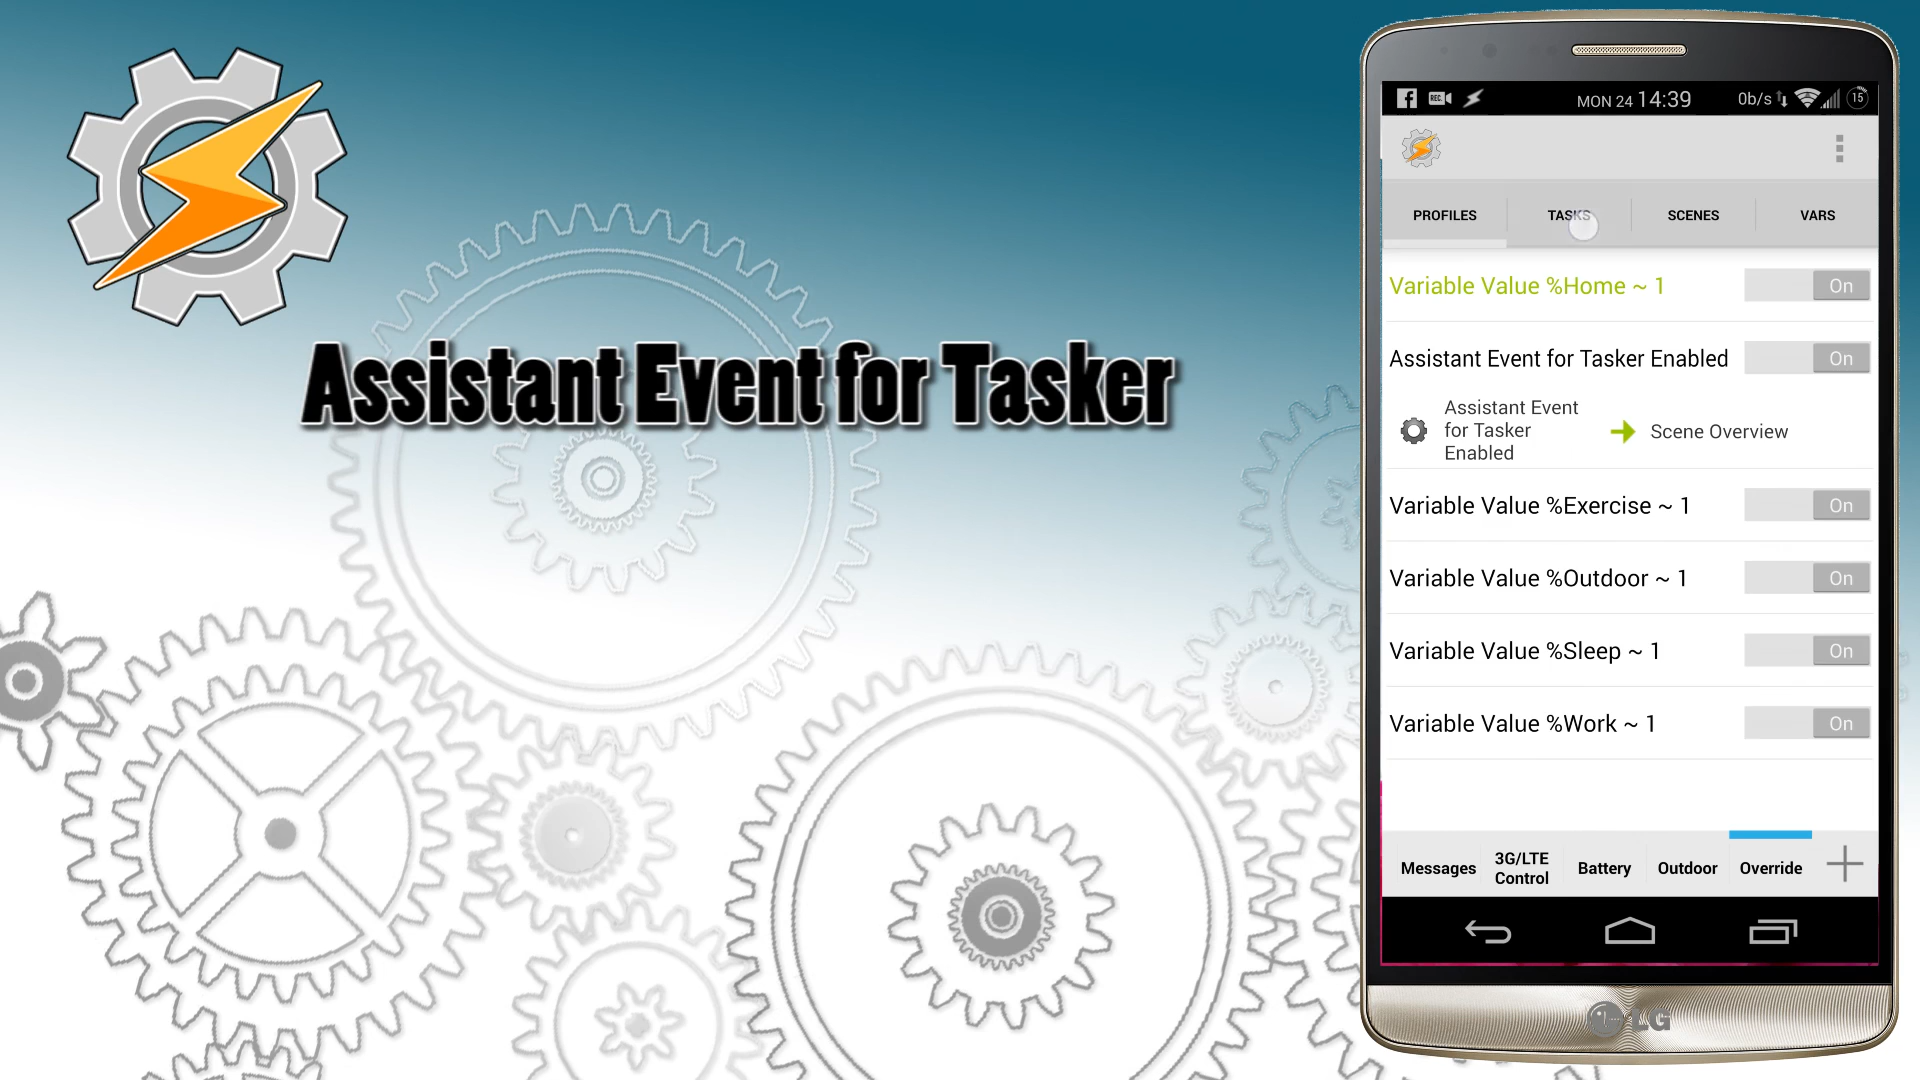 Assistant Event for Tasker
REC
MON 24 14:39
0b/s
15
PROFILES
TASKS
SCENES
VARS
Variable Value %Home ~ 1
On
Assistant Event for Tasker Enabled
On
Assistant Event
for Tasker
Enabled
Scene Overview
Variable Value %Exercise ~ 1
On
Variable Value %Outdoor ~ 1
On
Variable Value %Sleep ~ 1
On
Variable Value %Work ~ 1
On
Messages
3G/LTE
Control
Battery
Outdoor
Override
LG